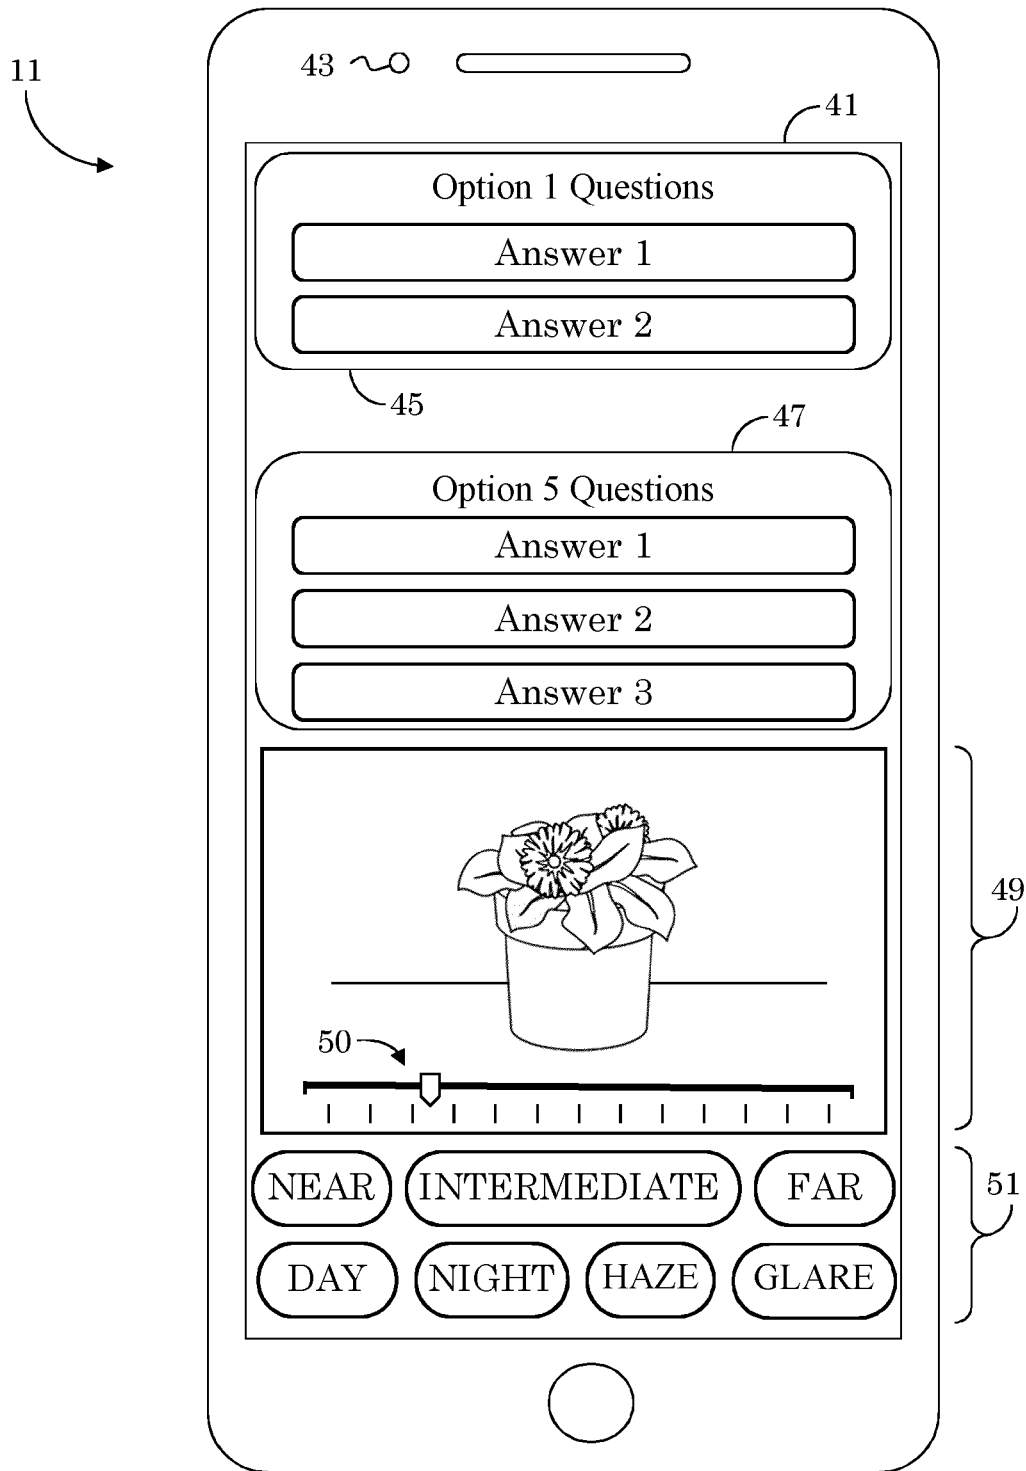 11
43
41
Option 1 Questions
Answer 1
Answer 2
45
47
Option 5 Questions
Answer 1
Answer 2
Answer 3
49
50
NEAR INTERMEDIATE FAR
51
DAY NIGHT HAZE GLARE